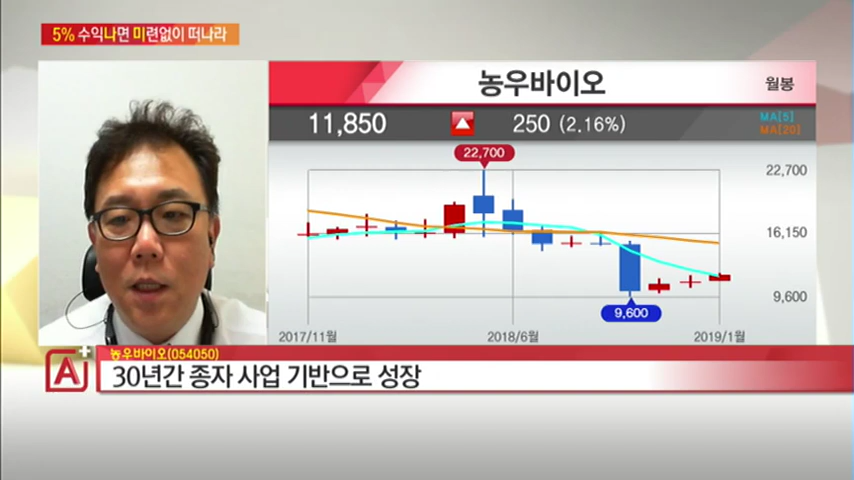 5% 수익나면 미련없이 떠나라
농우바이오
월봉
11,850 ▲ 250 (2.16%)
MA[5]
MA[20]
22,700
22,700
16,150
9,600
9,600
2017/11월 2018/6월 2019/1월
A+
농우바이오(054050)
30년간 종자 사업 기반으로 성장